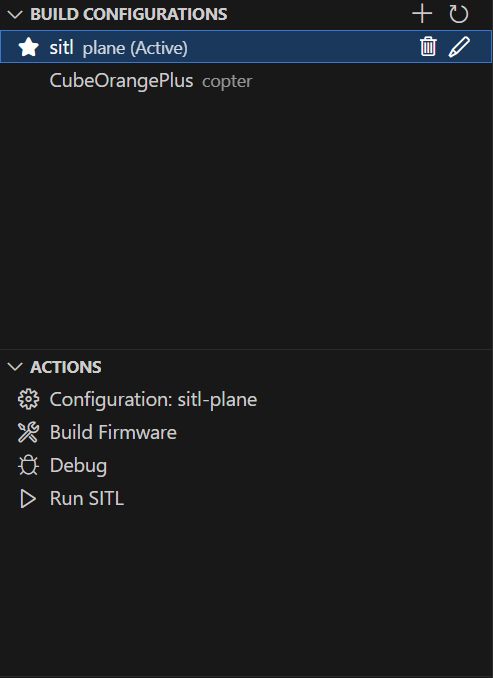 BUILD CONFIGURATIONS
sitl plane (Active)
CubeOrangePlus copter
ACTIONS
Configuration: sitl-plane
Build Firmware
Debug
Run SITL